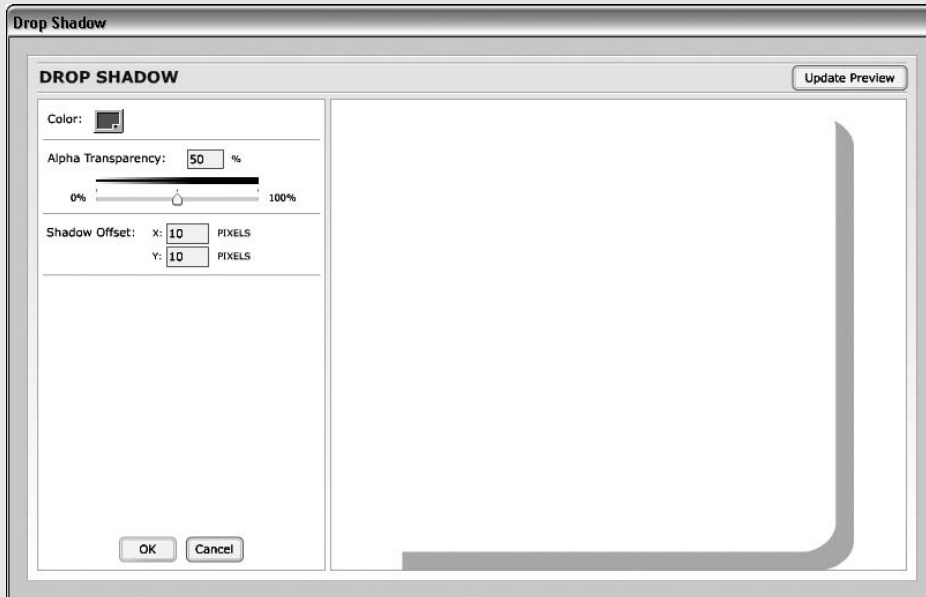 Drop Shadow
DROP SHADOW
Update Preview
Color:
Alpha Transparency: 50 %
0% 100%
Shadow Offset: X: 10 PIXELS
Y: 10 PIXELS
OK Cancel